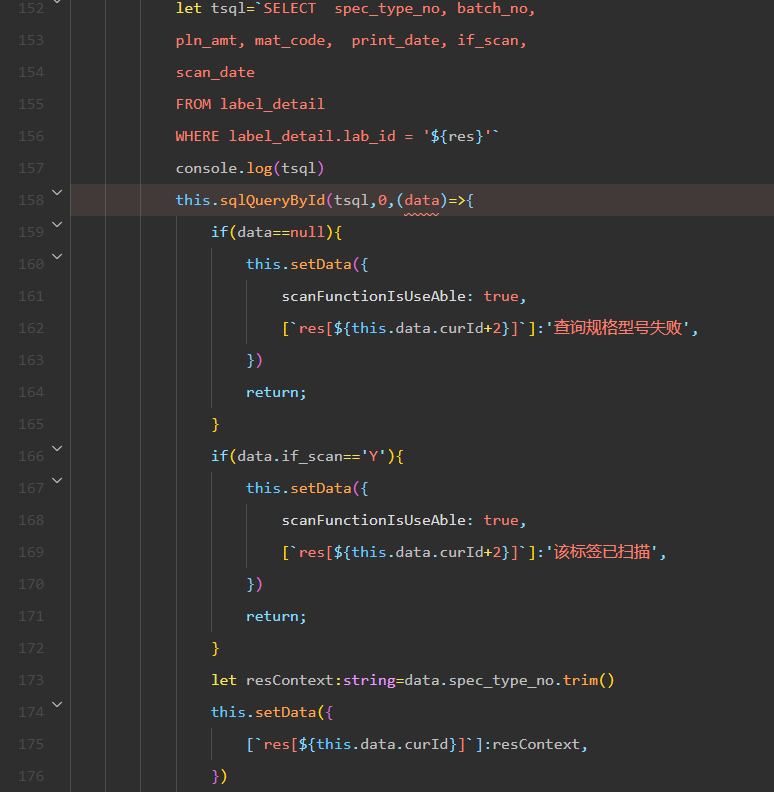 152 let tsql=`SELECT  spec_type_no, batch_no,
153 pln_amt, mat_code,  print_date, if_scan,
154 scan_date
155 FROM label_detail
156 WHERE label_detail.lab_id = '${res}'`
157 console.log(tsql)
158 this.sqlQueryById(tsql,0,(data)=>{
159 if(data==null){
160 this.setData({
161 scanFunctionIsUseAble: true,
162 [`res[${this.data.curId+2}]`]:'查询规格型号失败',
163 })
164 return;
165 }
166 if(data.if_scan=='Y'){
167 this.setData({
168 scanFunctionIsUseAble: true,
169 [`res[${this.data.curId+2}]`]:'该标签已扫描',
170 })
171 return;
172 }
173 let resContext:string=data.spec_type_no.trim()
174 this.setData({
175 [`res[${this.data.curId}]`]:resContext,
176 })